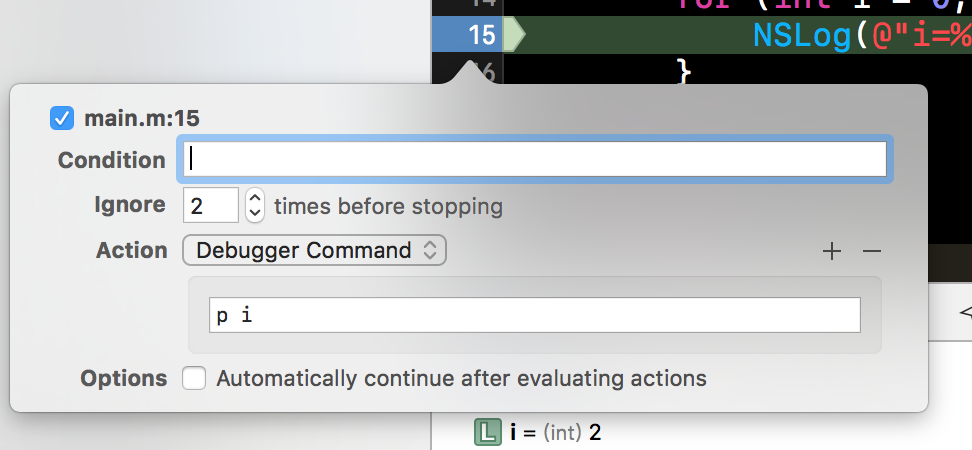 for (int i = 0;
15 NSLog(@"i=%
16 }
main.m:15
Condition
Ignore 2 times before stopping
Action Debugger Command + −
p i
Options Automatically continue after evaluating actions
L i = (int) 2